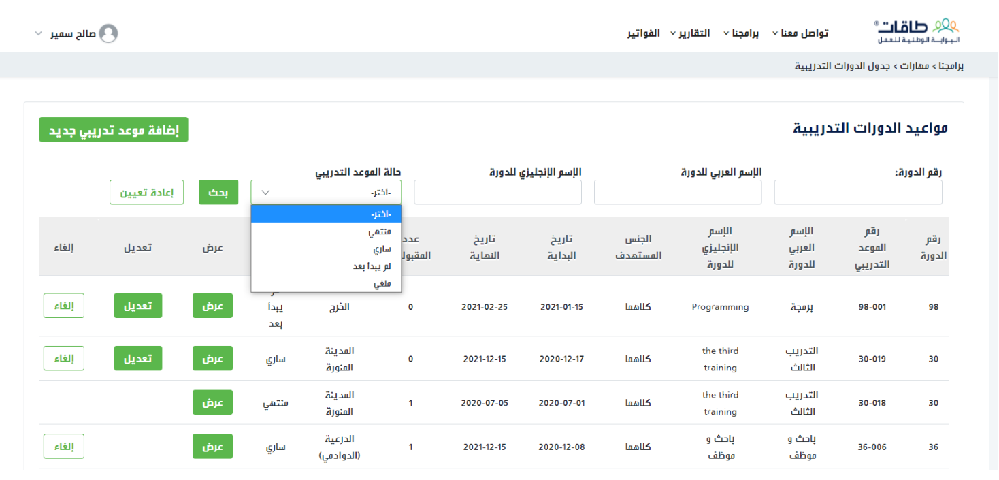 طاقات®
البوابة الوطنية للعمل
تواصل معنا
برامجنا
التقارير
الفواتير
صالح سمير
برامجنا > مهارات > جدول الدورات التدريبية
مواعيد الدورات التدريبية
إضافة موعد تدريبي جديد
رقم الدورة:
الإسم العربي للدورة
الإسم الإنجليزي للدورة
حالة الموعد التدريبي
-أختر-
بحث
إعادة تعيين
-أختر-
منتهي
ساري
لم يبدأ بعد
ملغي
رقم
الدورة
رقم
الموعد
التدريبي
الإسم
العربي
للدورة
الإسم
الإنجليزي
للدورة
الجنس
المستهدف
تاريخ
البداية
تاريخ
النهاية
عدد
عرض
تعديل
إلغاء
98
98-001
برمجة
Programming
كلاهما
2021-01-15
2021-02-25
0
الخرج
يبدأ
بعد
عرض
تعديل
إلغاء
30
30-019
التدريب
الثالث
the third
training
كلاهما
2020-12-17
2021-12-15
0
المدينة
المنورة
ساري
عرض
تعديل
إلغاء
30
30-018
التدريب
الثالث
the third
training
كلاهما
2020-07-01
2020-07-05
1
المدينة
المنورة
منتهي
عرض
36
36-006
باحث و
موظف
باحث و
موظف
كلاهما
2020-12-08
2021-12-15
1
الدرعية
(الدوادمي)
ساري
عرض
إلغاء